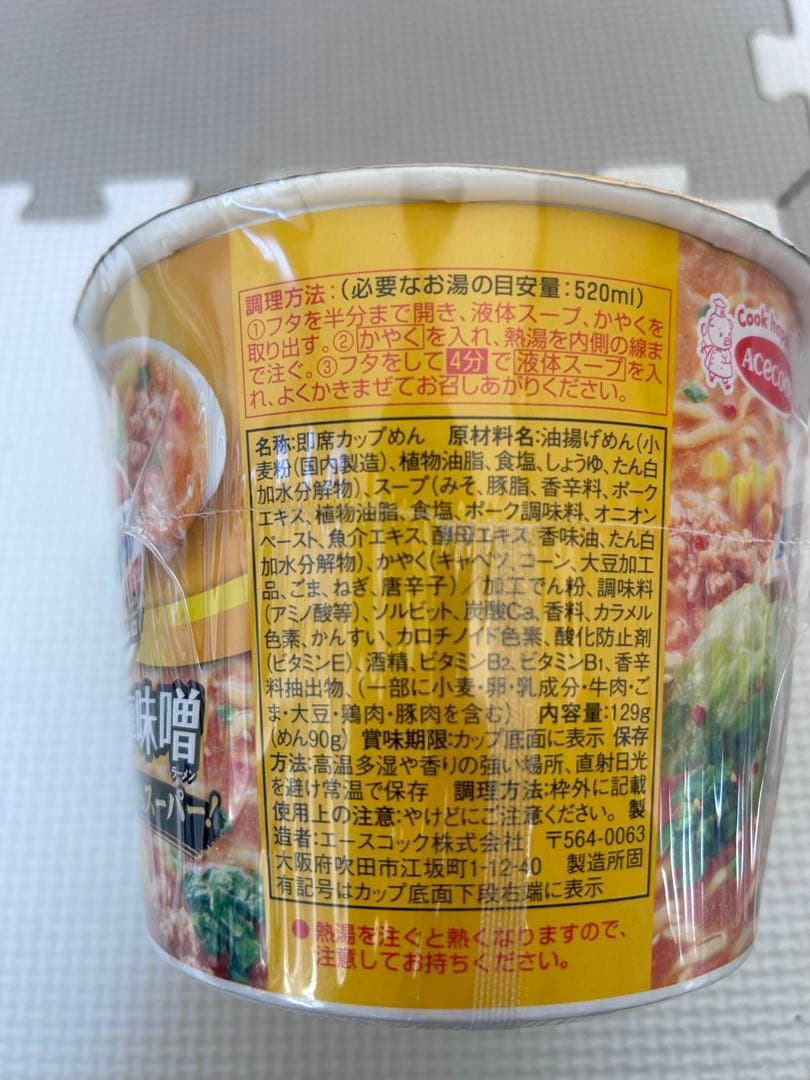 調理方法:(必要なお湯の目安量:520ml)
①フタを半分まで開き、液体スープ、かやくを
取り出す。②かやくを入れ、熱湯を内側の線ま
で注ぐ。③フタをして4分で液体スープを入
れ、よくかきまぜてお召しあがりください。
Cook
Acecook
名称:即席カップめん 原材料名:油揚げめん(小
麦粉(国内製造)、植物油脂、食塩、しょうゆ、たん白
加水分解物)、スープ(みそ、豚脂、香辛料、ポーク
エキス、植物油脂、食塩、ポーク調味料、オニオン
ペースト、魚介エキス、酵母エキス、香味油、たん白
加水分解物)、かやく(キャベツ、コーン、大豆加工
品、ごま、ねぎ、唐辛子)/加工でん粉、調味料
(アミノ酸等)、ソルビット、炭酸Ca、香料、カラメル
色素、かんすい、カロチノイド色素、酸化防止剤
(ビタミンE)、酒精、ビタミンB₂、ビタミンB₁、香辛
料抽出物、(一部に小麦・卵・乳成分・牛肉・ご
ま・大豆・鶏肉・豚肉を含む) 内容量:129g
(めん90g) 賞味期限:カップ底面に表示 保存
方法:高温多湿や香りの強い場所、直射日光
を避け常温で保存 調理方法:枠外に記載
使用上の注意:やけどにご注意ください。 製
造者:エースコック株式会社 〒564-0063
大阪府吹田市江坂町1-12-40 製造所固
有記号はカップ底面下段右端に表示
味噌
ラーメン
スーパー!
●熱湯を注ぐと熱くなりますので、
注意してお持ちください。